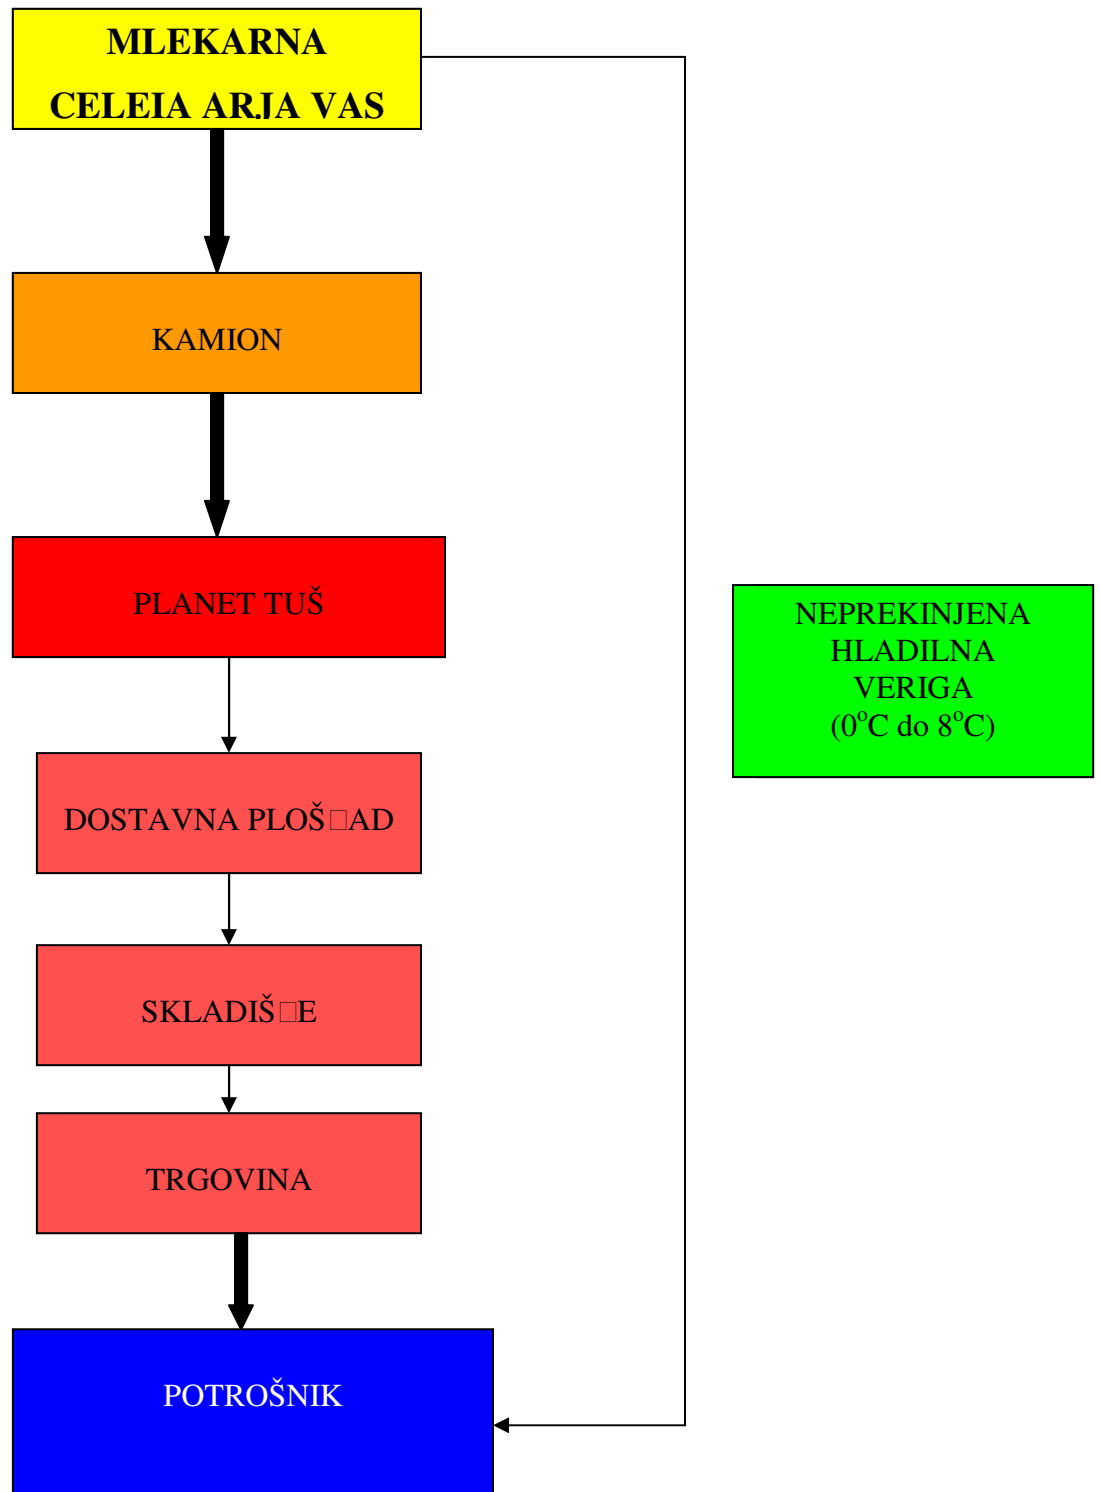 MLEKARNA
CELEIA ARJA VAS
KAMION
PLANET TUŠ
NEPREKINJENA
HLADILNA
VERIGA
(0°C do 8°C)
DOSTAVNA PLOŠ□AD
SKLADIŠ□E
TRGOVINA
POTROŠNIK